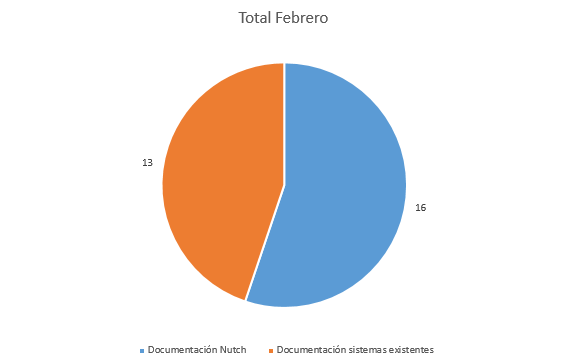 Total Febrero
13
16
Documentación Nutch
Documentación sistemas existentes